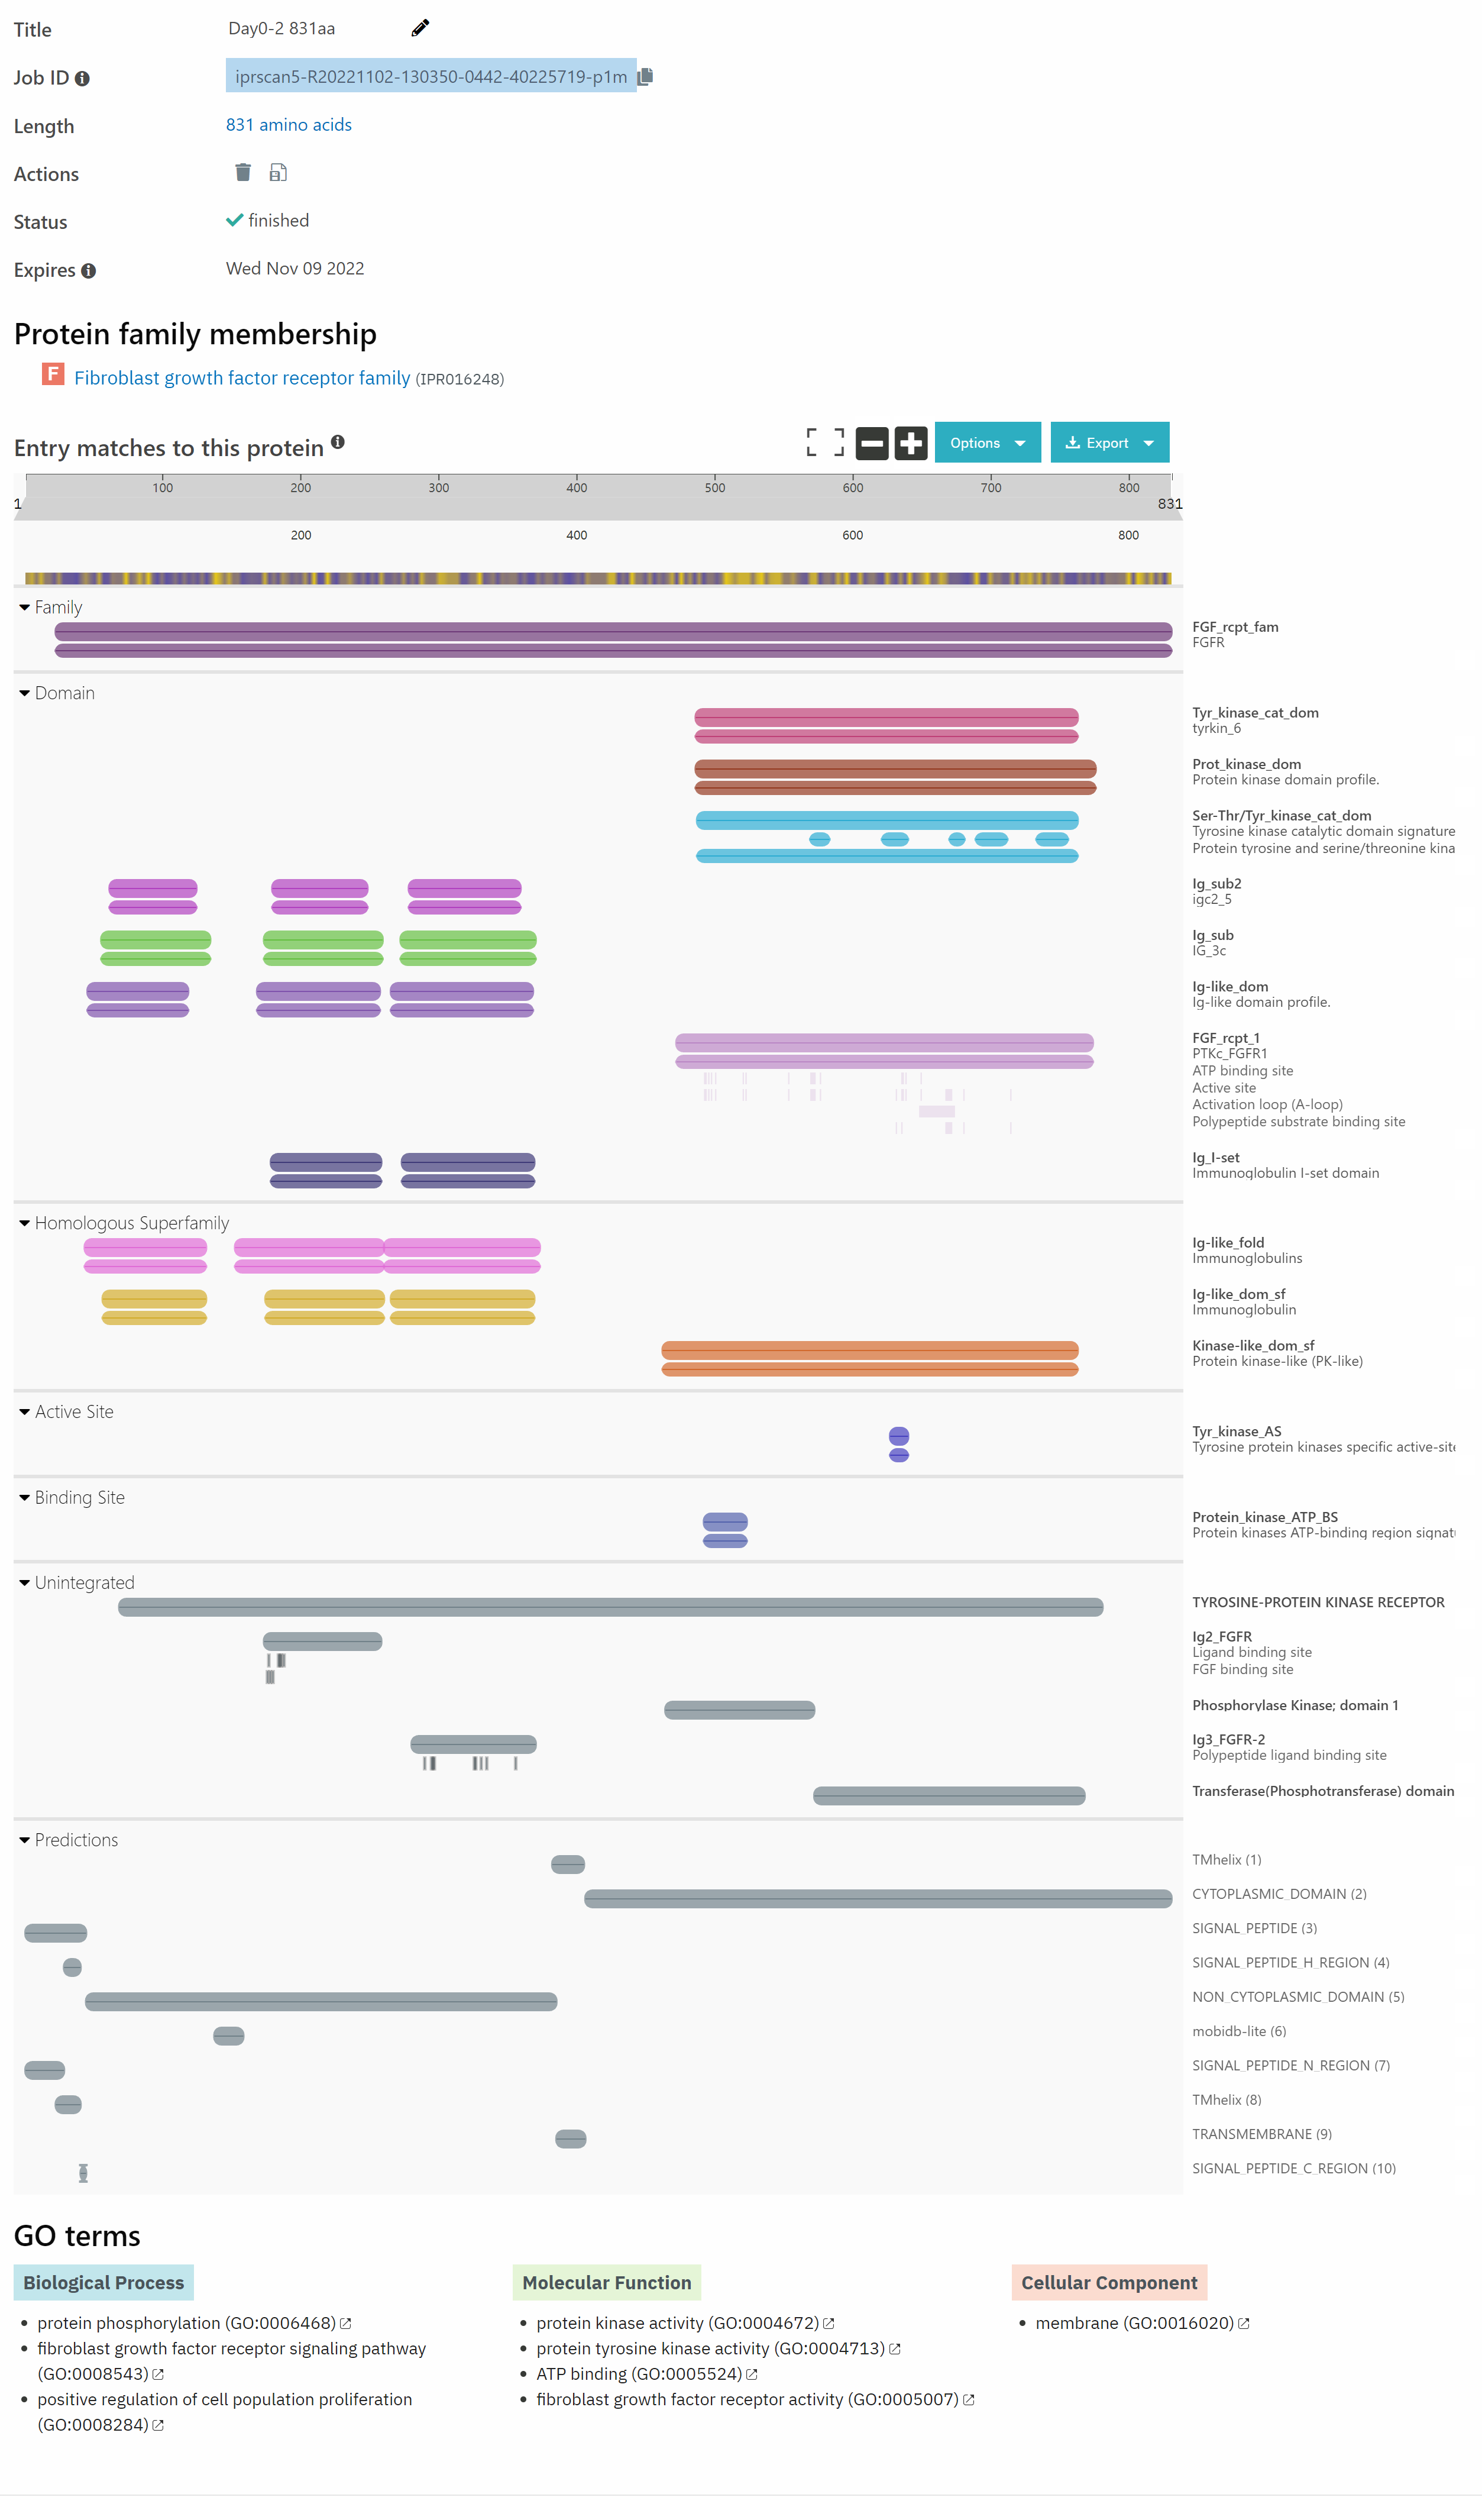 Title Day0-2 831aa
Job ID iprscan5-R20221102-130350-0442-40225719-p1m
Length 831 amino acids
Actions
Status finished
Expires Wed Nov 09 2022
Protein family membership
F Fibroblast growth factor receptor family (IPR016248)
Entry matches to this protein
Options Export
100 200 300 400 500 600 700 800
1 831
200 400 600 800
Family
FGF_rcpt_fam
FGFR
Domain
Tyr_kinase_cat_dom
tyrkin_6
Prot_kinase_dom
Protein kinase domain profile.
Ser-Thr/Tyr_kinase_cat_dom
Tyrosine kinase catalytic domain signature
Protein tyrosine and serine/threonine kina
Ig_sub2
igc2_5
Ig_sub
IG_3c
Ig-like_dom
Ig-like domain profile.
FGF_rcpt_1
PTKc_FGFR1
ATP binding site
Active site
Activation loop (A-loop)
Polypeptide substrate binding site
Ig_I-set
Immunoglobulin I-set domain
Homologous Superfamily
Ig-like_fold
Immunoglobulins
Ig-like_dom_sf
Immunoglobulin
Kinase-like_dom_sf
Protein kinase-like (PK-like)
Active Site
Tyr_kinase_AS
Tyrosine protein kinases specific active-site
Binding Site
Protein_kinase_ATP_BS
Protein kinases ATP-binding region signat
Unintegrated
TYROSINE-PROTEIN KINASE RECEPTOR
Ig2_FGFR
Ligand binding site
FGF binding site
Phosphorylase Kinase; domain 1
Ig3_FGFR-2
Polypeptide ligand binding site
Transferase(Phosphotransferase) domain
Predictions
TMhelix (1)
CYTOPLASMIC_DOMAIN (2)
SIGNAL_PEPTIDE (3)
SIGNAL_PEPTIDE_H_REGION (4)
NON_CYTOPLASMIC_DOMAIN (5)
mobidb-lite (6)
SIGNAL_PEPTIDE_N_REGION (7)
TMhelix (8)
TRANSMEMBRANE (9)
SIGNAL_PEPTIDE_C_REGION (10)
GO terms
Biological Process
protein phosphorylation (GO:0006468)
fibroblast growth factor receptor signaling pathway
(GO:0008543)
positive regulation of cell population proliferation
(GO:0008284)
Molecular Function
protein kinase activity (GO:0004672)
protein tyrosine kinase activity (GO:0004713)
ATP binding (GO:0005524)
fibroblast growth factor receptor activity (GO:0005007)
Cellular Component
membrane (GO:0016020)